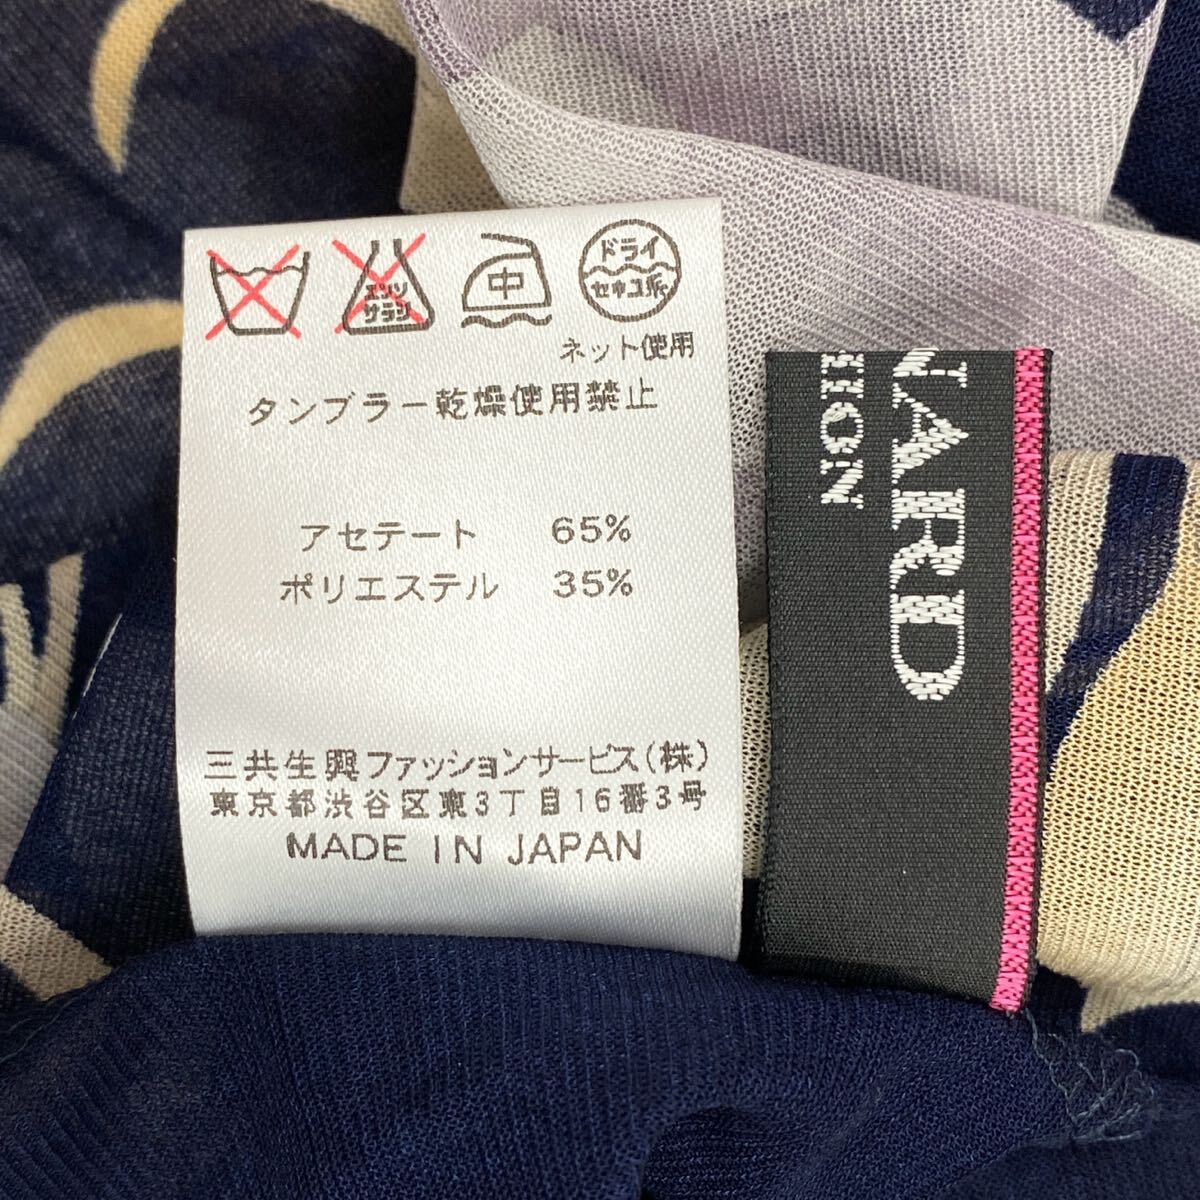 エンソ
サラシ
中
ドライ
セキユ系
ネット使用
タンブラー乾燥使用禁止
アセテート 65%
ポリエステル 35%
三共生興ファッションサービス(株)
東京都渋谷区東3丁目16番3号
MADE IN JAPAN
NARD